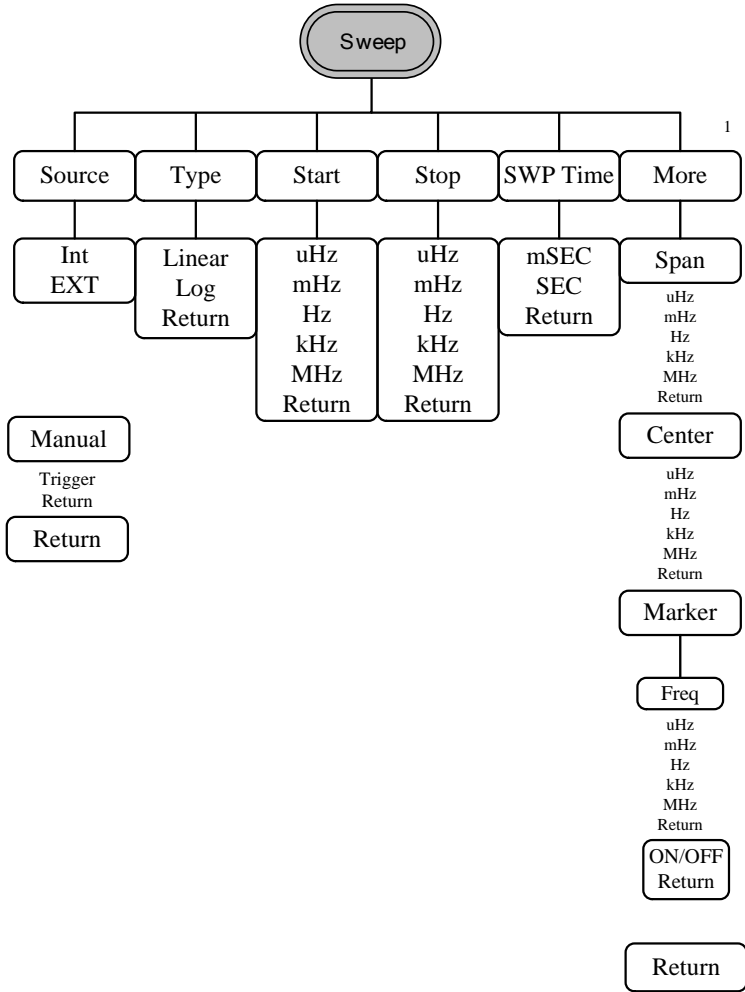 Sweep
1
Source
Type
Start
Stop
SWP Time
More
Int
EXT
Manual
Trigger
Return
Return
Linear
Log
Return
uHz
mHz
Hz
kHz
MHz
Return
uHz
mHz
Hz
kHz
MHz
Return
mSEC
SEC
Return
Span
uHz
mHz
Hz
kHz
MHz
Return
Center
uHz
mHz
Hz
kHz
MHz
Return
Marker
Freq
uHz
mHz
Hz
kHz
MHz
Return
ON/OFF
Return
Return